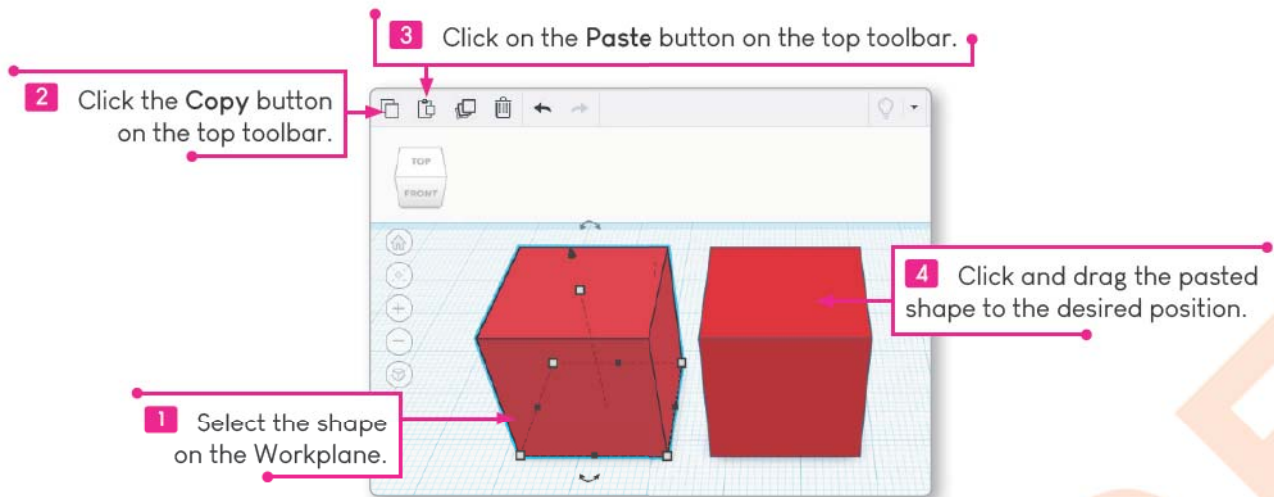 3 Click on the Paste button on the top toolbar.
2 Click the Copy button
on the top toolbar.
TOP
FRONT
4 Click and drag the pasted
shape to the desired position.
1 Select the shape
on the Workplane.